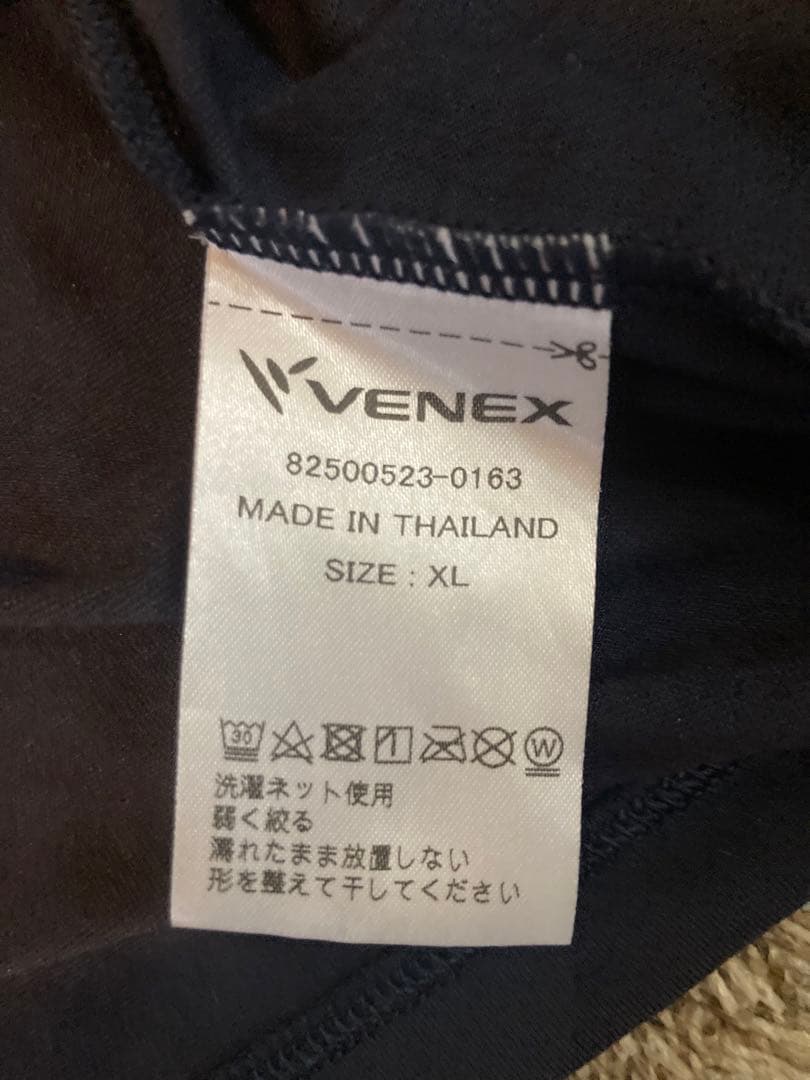 VENEX
82500523-0163
MADE IN THAILAND
SIZE : XL
30 W
洗濯ネット使用
弱く絞る
濡れたまま放置しない
形を整えて干してください